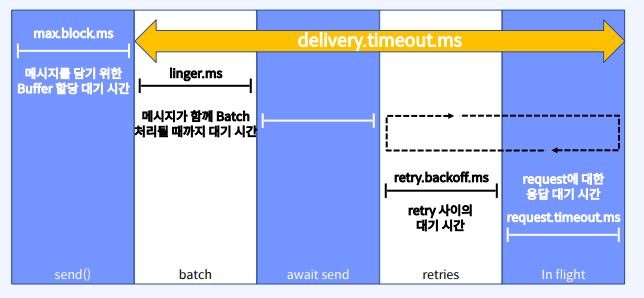 max.block.ms
delivery.timeout.ms
메시지를 담기 위한
Buffer 할당 대기 시간
linger.ms
메시지가 함께 Batch
처리될 때까지 대기 시간
retry.backoff.ms
retry 사이의
대기 시간
request에 대한
응답 대기 시간
request.timeout.ms
send()
batch
await send
retries
In flight